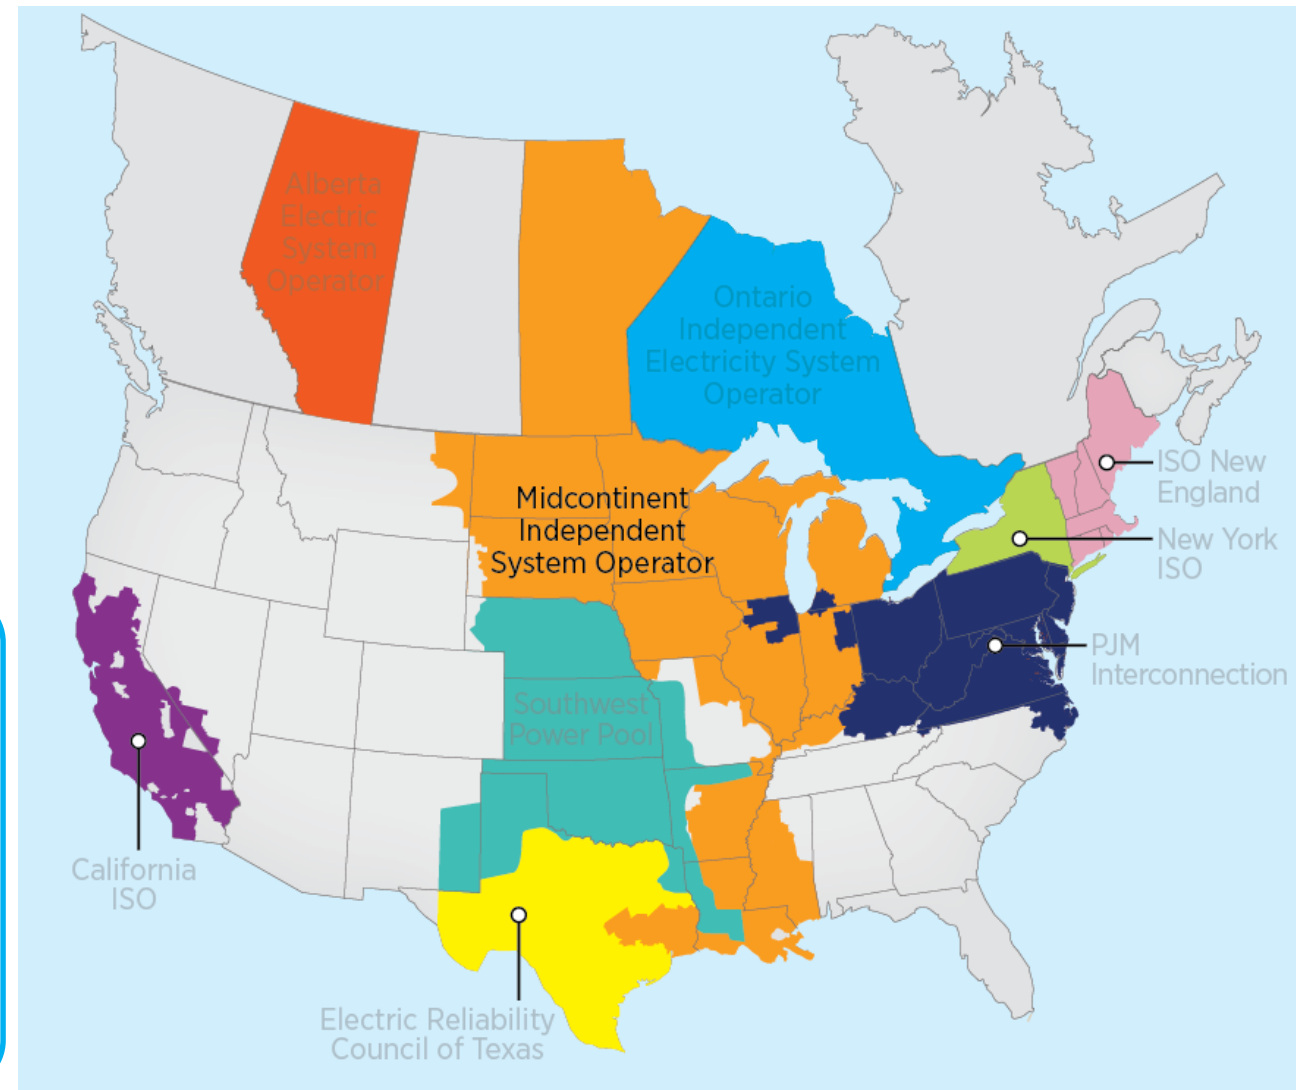 Alberta
Electric
System
Operator
Ontario
Independent
Electricity System
Operator
Midcontinent
Independent
System Operator
ISO New
England
New York
ISO
PJM
Interconnection
Southwest
Power Pool
California
ISO
Electric Reliability
Council of Texas